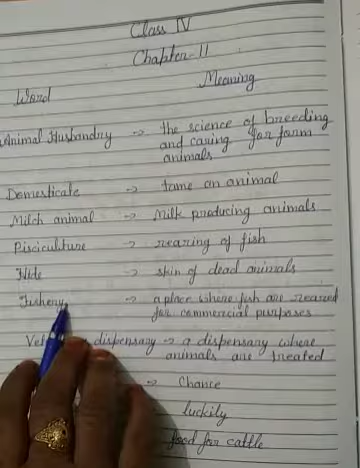 Class IV
Chapter-11
Word Meaning
Animal Husbandry → the science of breeding
and caring for farm
animals
Domesticate → tame an animal
Milch animal → Milk producing animals
Pisciculture → rearing of fish
Hide → skin of dead animals
Fishery → a place where fish are reared
for commercial purposes
dispensary → a dispensary where
animals are treated
→ Chance
luckily
food for cattle